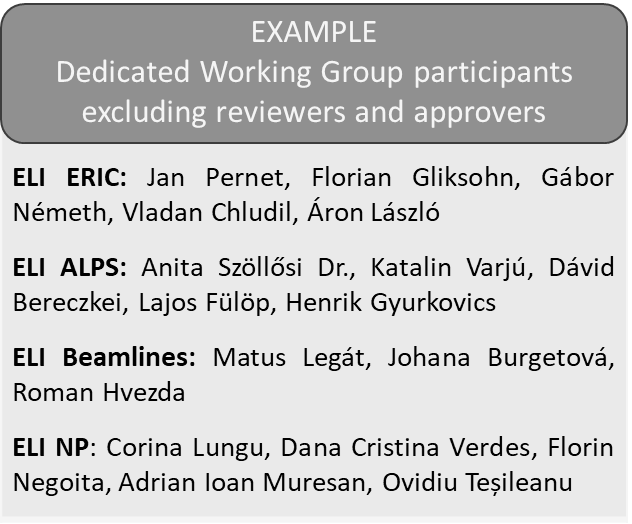 EXAMPLE
Dedicated Working Group participants
excluding reviewers and approvers
ELI ERIC: Jan Pernet, Florian Gliksohn, Gábor
Németh, Vladan Chludil, Áron László
ELI ALPS: Anita Szöllősi Dr., Katalin Varjú, Dávid
Bereczkei, Lajos Fülöp, Henrik Gyurkovics
ELI Beamlines: Matus Legát, Johana Burgetová,
Roman Hvezda
ELI NP: Corina Lungu, Dana Cristina Verdes, Florin
Negoita, Adrian Ioan Muresan, Ovidiu Teșileanu